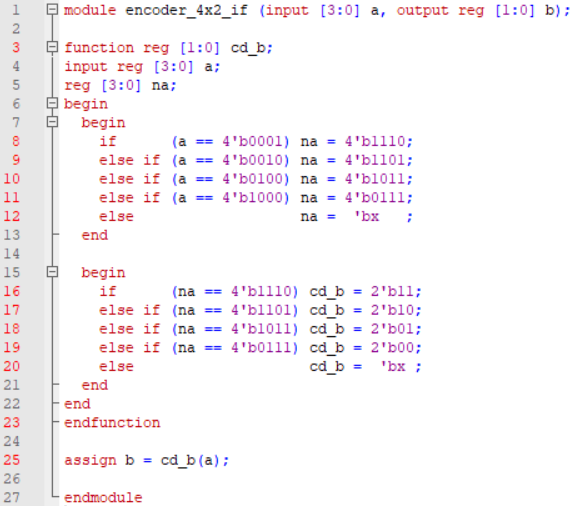 1 module encoder_4x2_if (input [3:0] a, output reg [1:0] b);
2
3 function reg [1:0] cd_b;
4 input reg [3:0] a;
5 reg [3:0] na;
6 begin
7   begin
8     if      (a == 4'b0001) na = 4'b1110;
9     else if (a == 4'b0010) na = 4'b1101;
10     else if (a == 4'b0100) na = 4'b1011;
11     else if (a == 4'b1000) na = 4'b0111;
12     else                   na =  'bx   ;
13   end
14
15   begin
16     if      (na == 4'b1110) cd_b = 2'b11;
17     else if (na == 4'b1101) cd_b = 2'b10;
18     else if (na == 4'b1011) cd_b = 2'b01;
19     else if (na == 4'b0111) cd_b = 2'b00;
20     else                    cd_b =  'bx ;
21   end
22 end
23 endfunction
24
25 assign b = cd_b(a);
26
27 endmodule